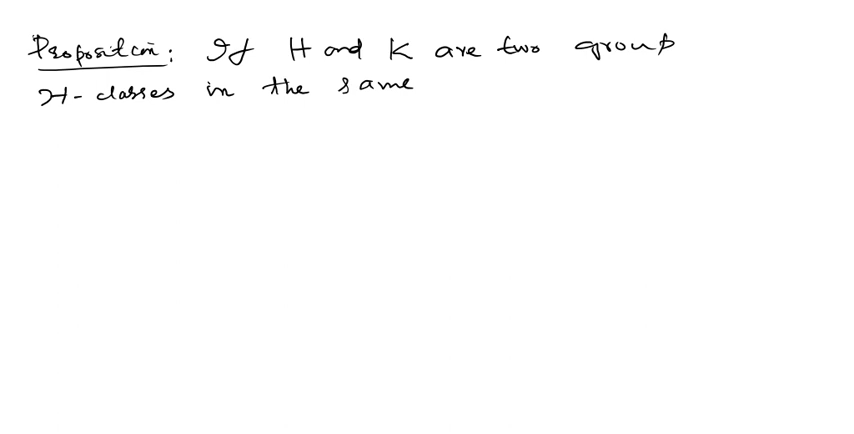 Proposition: If H and K are two group
H-classes in the same